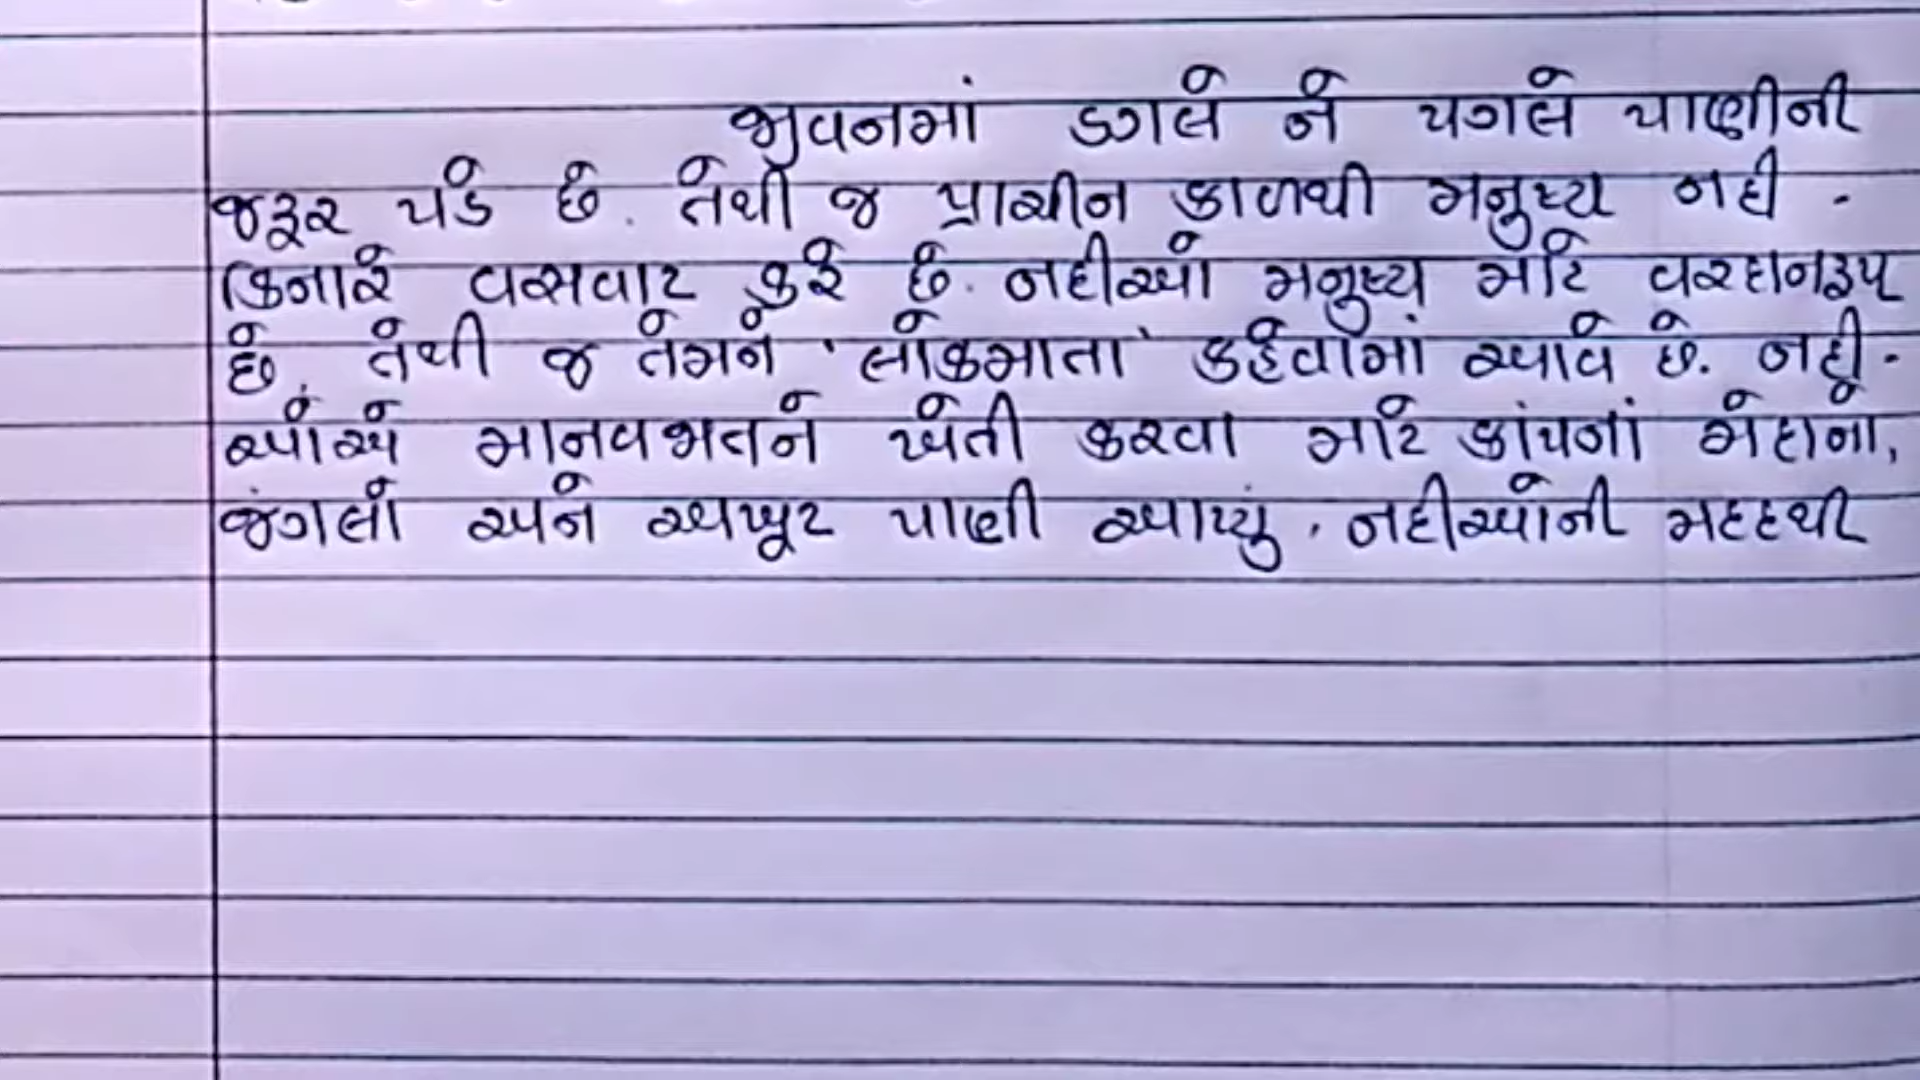 જીવનમાં ડગલે ને પગલે પાણીની
જરૂર પડે છે. તેથી જ પ્રાચીન કાળથી મનુષ્ય નદી -
કિનારે વસવાટ કરે છે. નદીઓ મનુષ્ય માટે વરદાનરૂપ
છે. તેથી જ તેમને 'લોકમાતા' કહેવામાં આવે છે. નદી-
ઓએ માનવજાતને ખેતી કરવા માટે કાંપનાં મેદાનો,
જંગલો અને અખૂટ પાણી આપ્યું. નદીઓની મદદથી